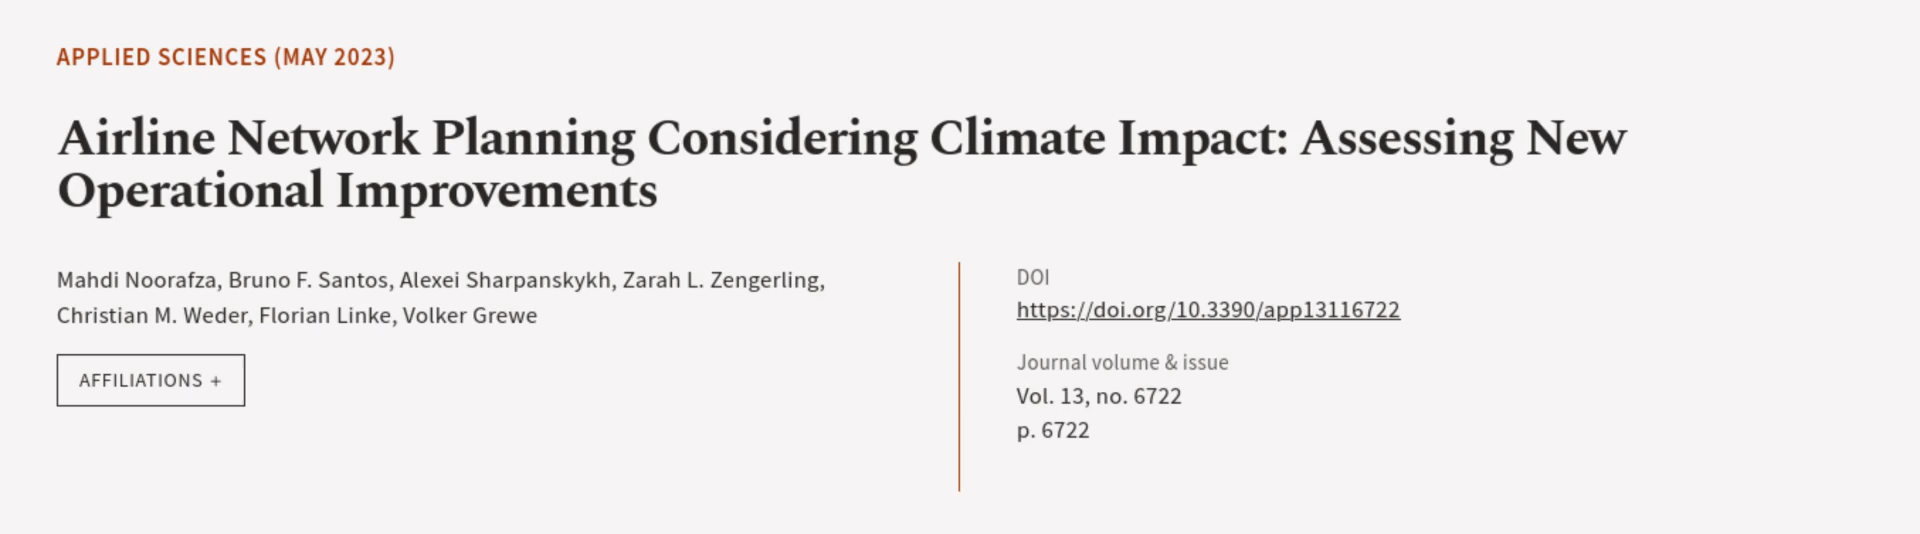 APPLIED SCIENCES (MAY 2023)
Airline Network Planning Considering Climate Impact: Assessing New
Operational Improvements
Mahdi Noorafza, Bruno F. Santos, Alexei Sharpanskykh, Zarah L. Zengerling,
Christian M. Weder, Florian Linke, Volker Grewe
AFFILIATIONS +
DOI
https://doi.org/10.3390/app13116722
Journal volume & issue
Vol. 13, no. 6722
p. 6722